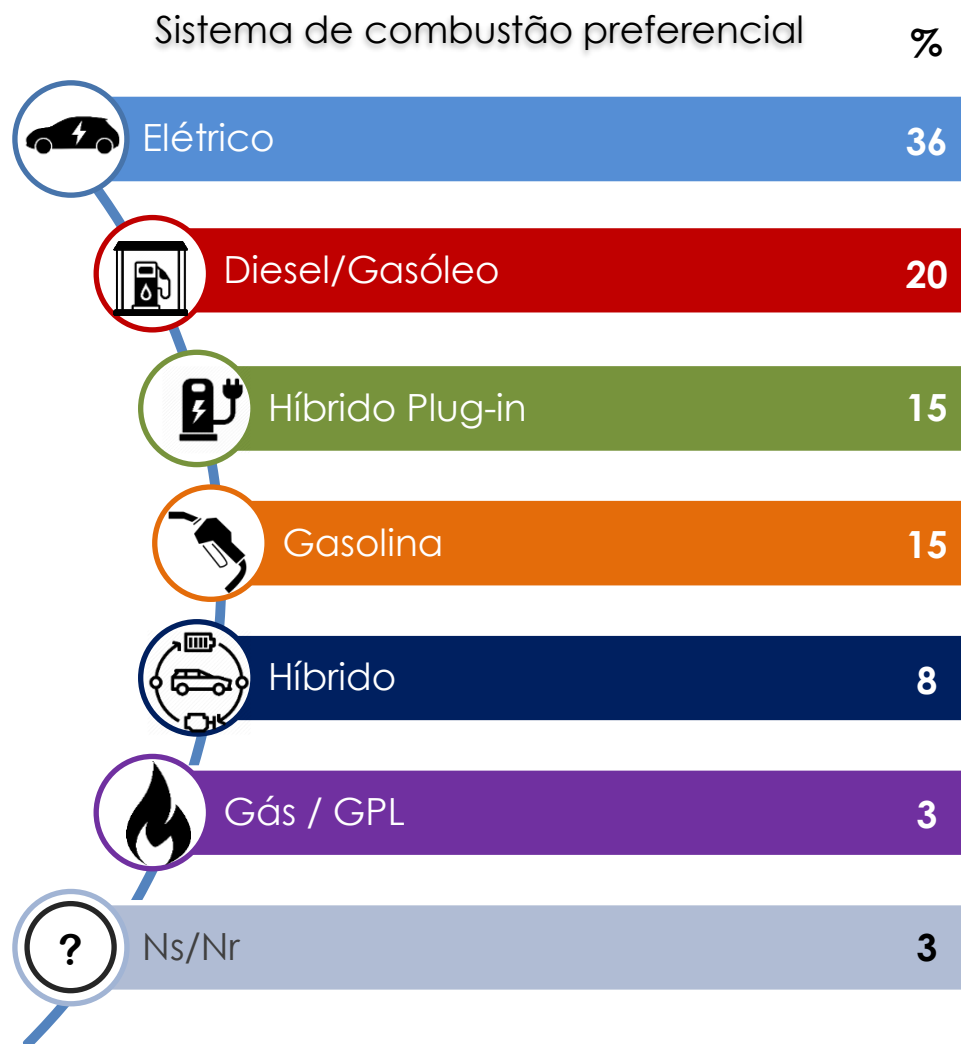 Sistema de combustão preferencial %
Elétrico 36
Diesel/Gasóleo 20
Híbrido Plug-in 15
Gasolina 15
Híbrido 8
Gás / GPL 3
? Ns/Nr 3